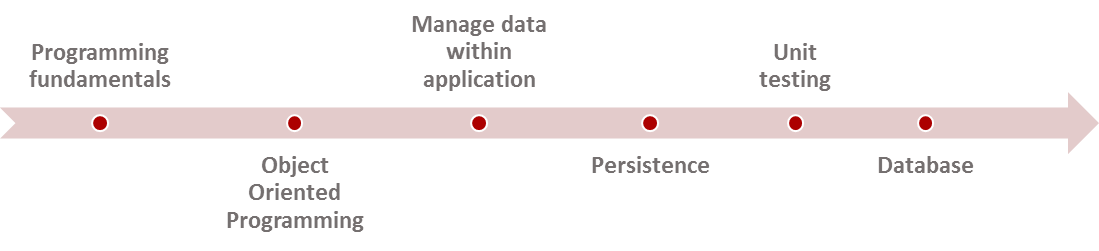 Programming
fundamentals
Object
Oriented
Programming
Manage data
within
application
Persistence
Unit
testing
Database